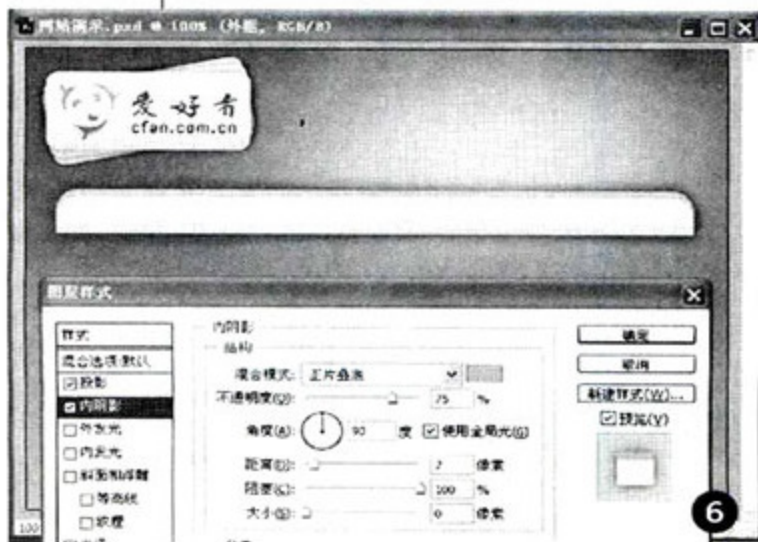 网站演示.psd @ 100% (外框, RGB/8)
爱好者
cfan.com.cn
图层样式
样式
混合选项:默认
投影
内阴影
外发光
内发光
斜面和浮雕
等高线
纹理
内阴影
结构
混合模式: 正片叠底
不透明度(O): 75 %
角度(A): 90 度 使用全局光(G)
距离(D): 2 像素
阻塞(C): 100 %
大小(S): 0 像素
确定
取消
新建样式(W)...
预览(V)
100
6